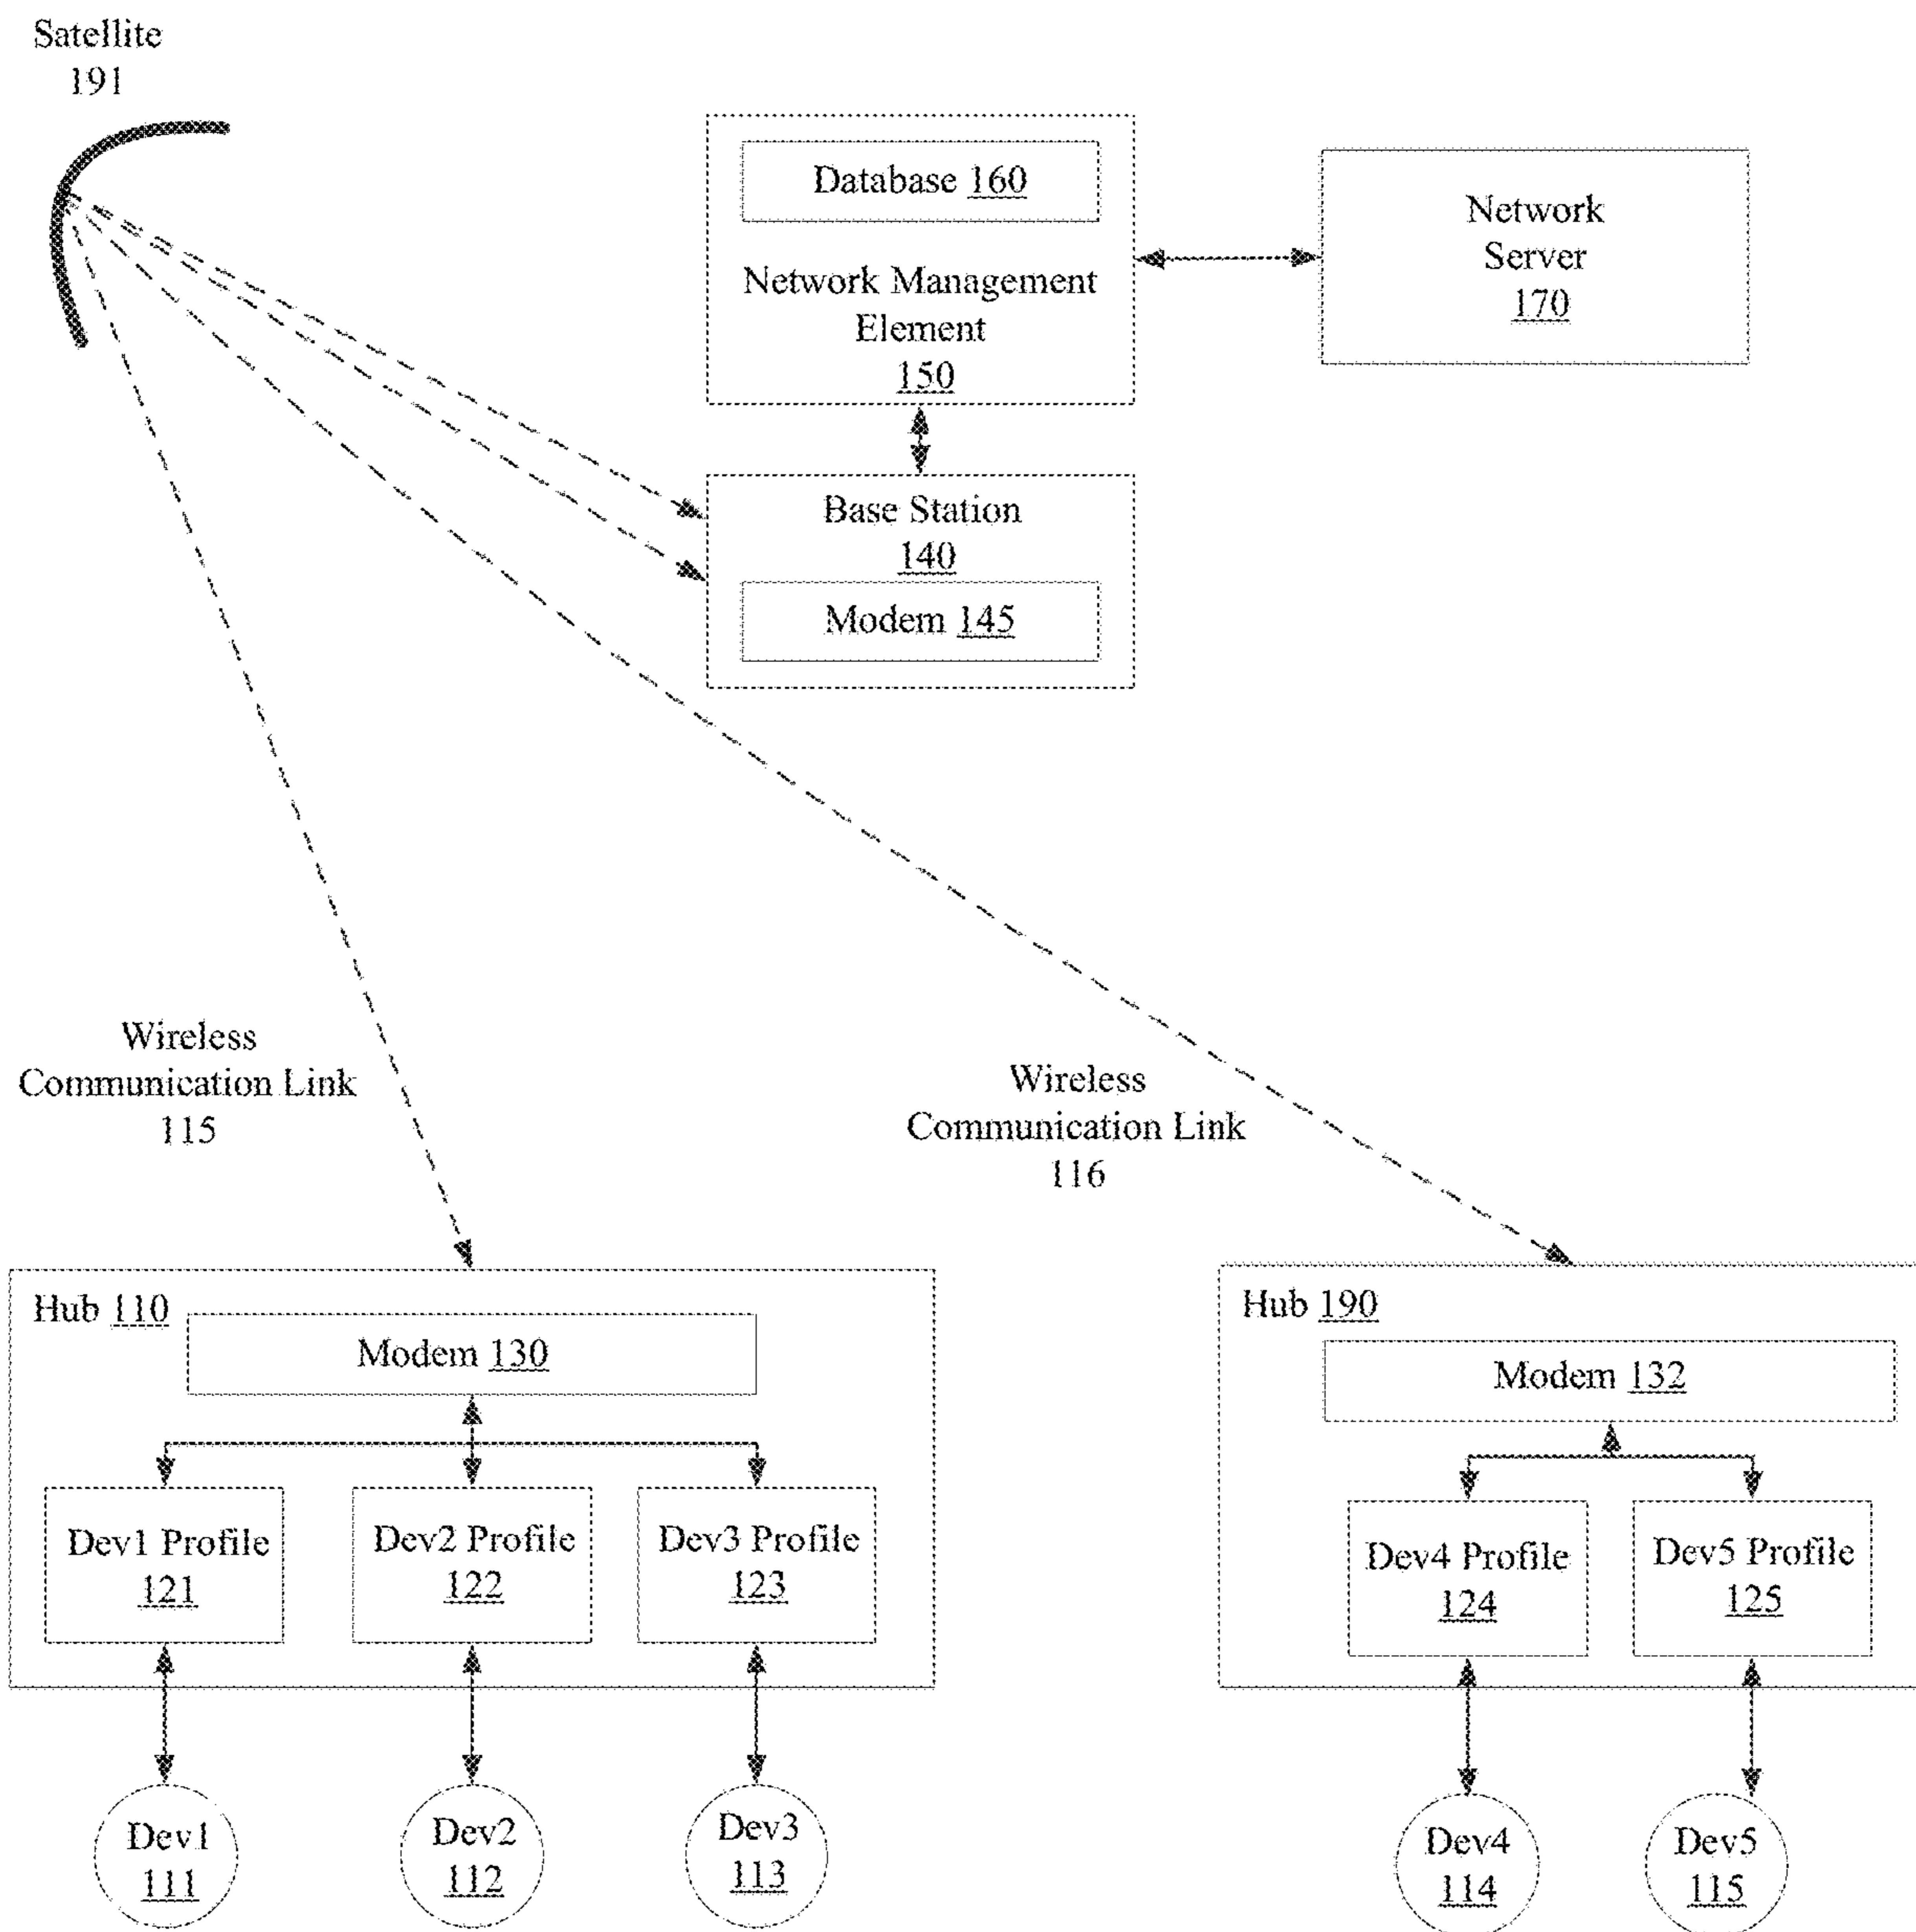 Satellite
191
Database 160
Network Management
Element
150
Network
Server
170
Base Station
140
Modem 145
Wireless
Communication Link
115
Wireless
Communication Link
116
Hub 110
Modem 130
Dev1 Profile
121
Dev2 Profile
122
Dev3 Profile
123
Hub 190
Modem 132
Dev4 Profile
124
Dev5 Profile
125
Dev1
111
Dev2
112
Dev3
113
Dev4
114
Dev5
115